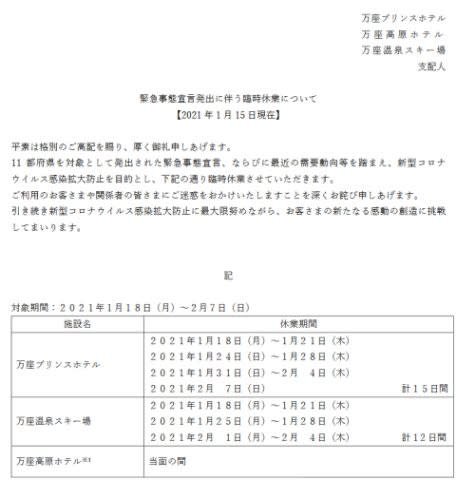 万座プリンスホテル
万座高原ホテル
万座温泉スキー場
支配人
緊急事態宣言発出に伴う臨時休業について
【2021年1月15日現在】
平素は格別のご高配を賜り、厚く御礼申しあげます。
11都府県を対象として発出された緊急事態宣言、ならびに最近の需要動向等を踏まえ、新型コロナ
ウイルス感染拡大防止を目的とし、下記の通り臨時休業させていただきます。
ご利用のお客さまや関係者の皆さまにご迷惑をおかけいたしますことを深くお詫び申しあげます。
引き続き新型コロナウイルス感染拡大防止に最大限努めながら、お客さまの新たなる感動の創造に挑戦
してまいります。
記
対象期間：２０２１年１月１８日（月）～２月７日（日）
施設名 休業期間
万座プリンスホテル
２０２１年１月１８日（月）～１月２１日（木）
２０２１年１月２４日（日）～１月２８日（木）
２０２１年１月３１日（日）～２月　４日（木）
２０２１年２月　７日（日） 計１５日間
万座温泉スキー場
２０２１年１月１８日（月）～１月２１日（木）
２０２１年１月２５日（月）～１月２８日（木）
２０２１年２月　１日（月）～２月　４日（木） 計１２日間
万座高原ホテル※1 当面の間